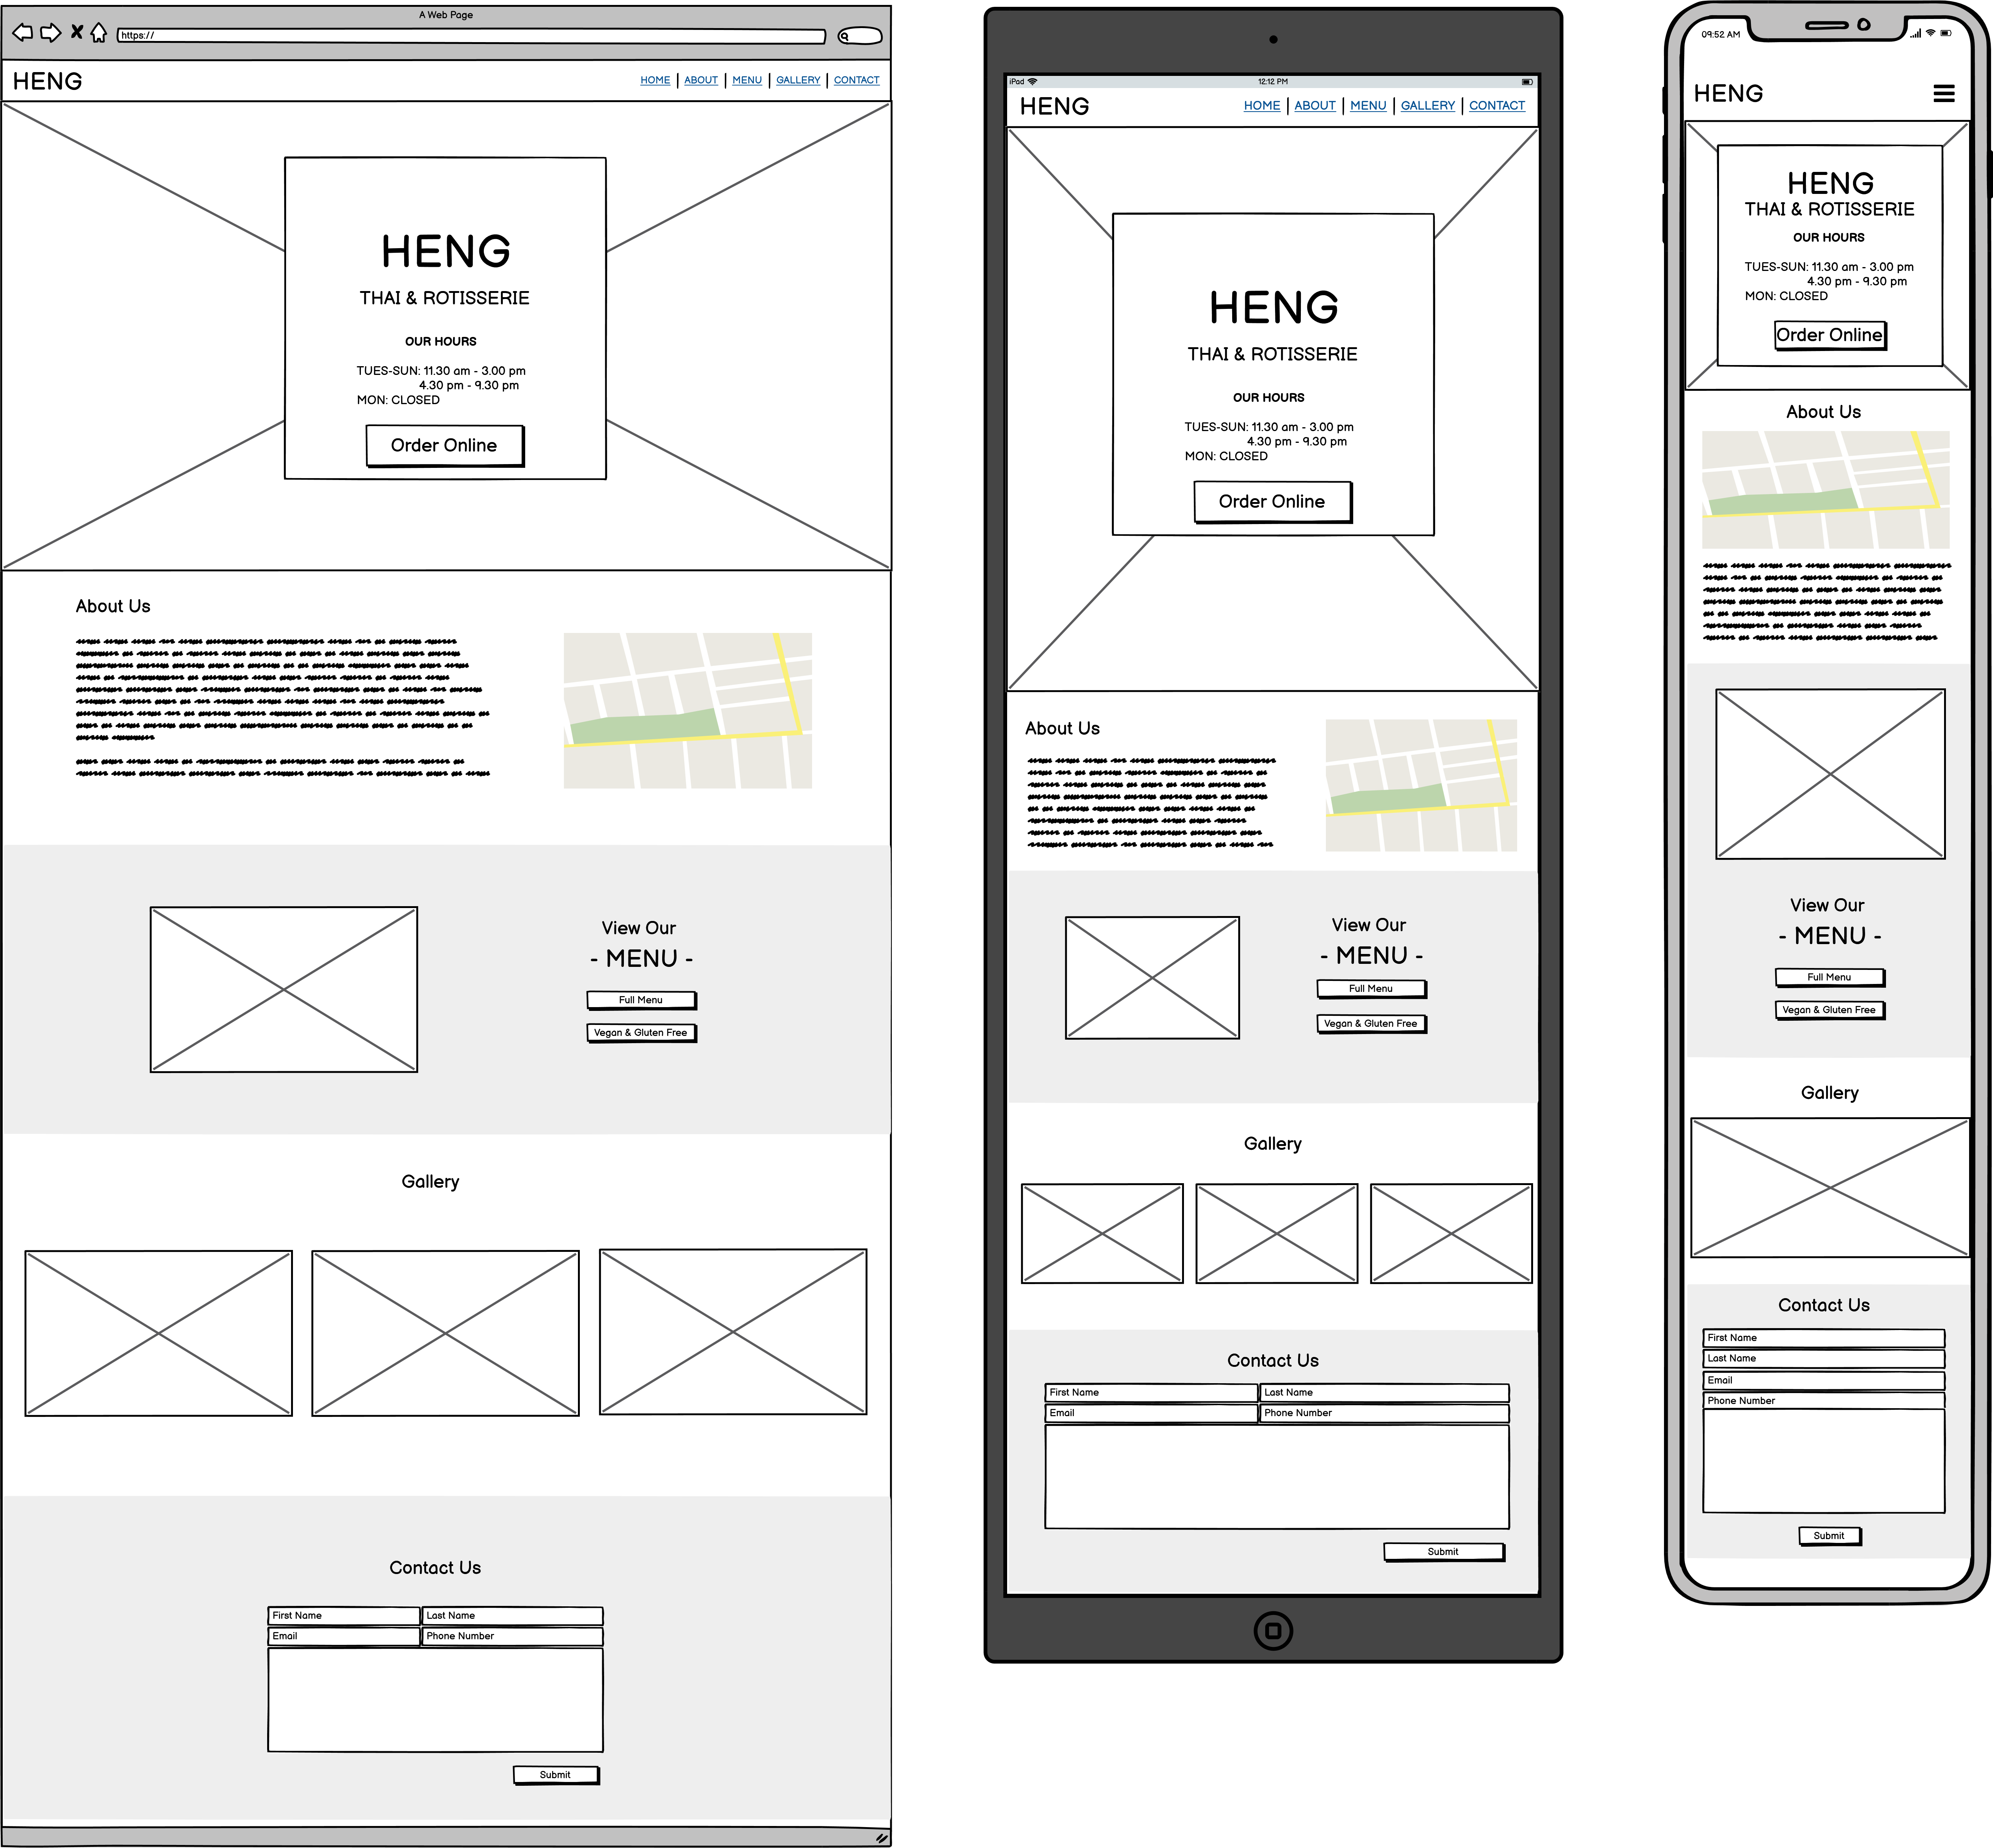 A Web Page
https://
HENG
HOME | ABOUT | MENU | GALLERY | CONTACT
HENG
THAI & ROTISSERIE
OUR HOURS
TUES-SUN: 11.30 am - 3.00 pm
4.30 pm - 9.30 pm
MON: CLOSED
Order Online
About Us
View Our
- MENU -
Full Menu
Vegan & Gluten Free
Gallery
Contact Us
First Name
Last Name
Email
Phone Number
Submit
iPad
12:12 PM
HENG
HOME | ABOUT | MENU | GALLERY | CONTACT
HENG
THAI & ROTISSERIE
OUR HOURS
TUES-SUN: 11.30 am - 3.00 pm
4.30 pm - 9.30 pm
MON: CLOSED
Order Online
About Us
View Our
- MENU -
Full Menu
Vegan & Gluten Free
Gallery
Contact Us
First Name
Last Name
Email
Phone Number
Submit
09:52 AM
HENG
HENG
THAI & ROTISSERIE
OUR HOURS
TUES-SUN: 11.30 am - 3.00 pm
4.30 pm - 9.30 pm
MON: CLOSED
Order Online
About Us
View Our
- MENU -
Full Menu
Vegan & Gluten Free
Gallery
Contact Us
First Name
Last Name
Email
Phone Number
Submit